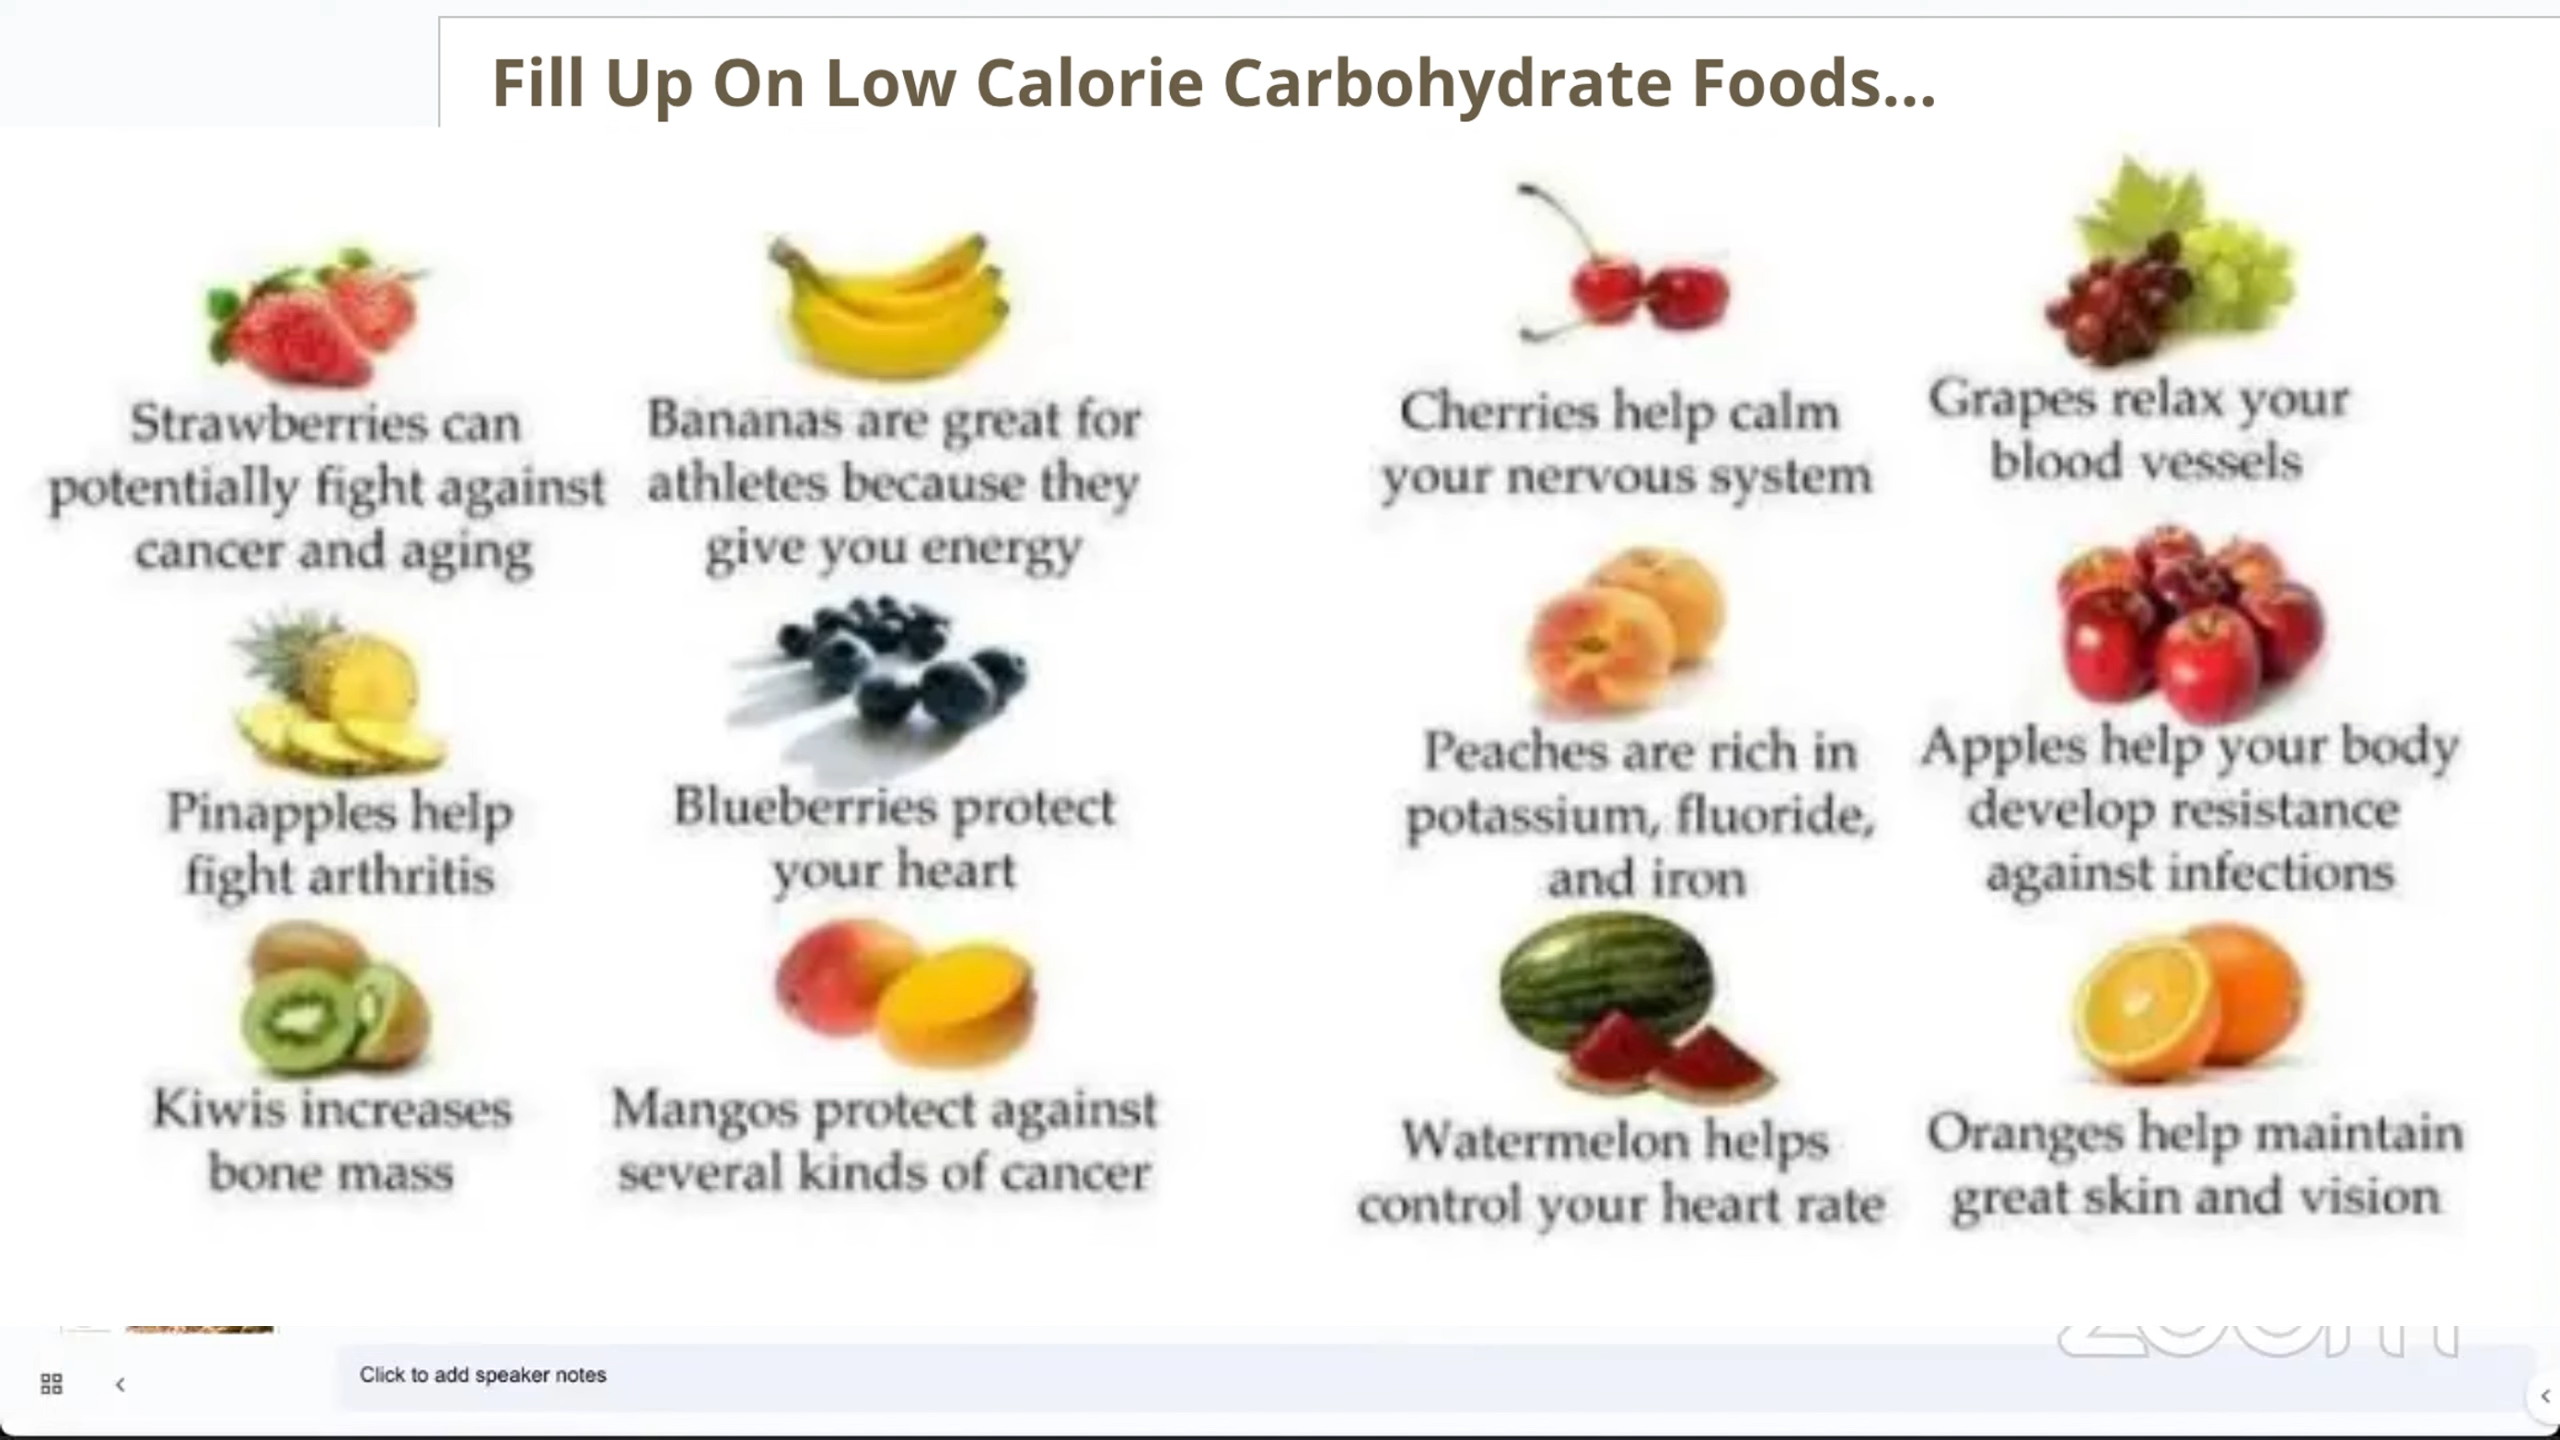 Fill Up On Low Calorie Carbohydrate Foods...
Strawberries can
potentially fight against
cancer and aging
Bananas are great for
athletes because they
give you energy
Cherries help calm
your nervous system
Grapes relax your
blood vessels
Pinapples help
fight arthritis
Blueberries protect
your heart
Peaches are rich in
potassium, fluoride,
and iron
Apples help your body
develop resistance
against infections
Kiwis increases
bone mass
Mangos protect against
several kinds of cancer
Watermelon helps
control your heart rate
Oranges help maintain
great skin and vision
zoom
Click to add speaker notes